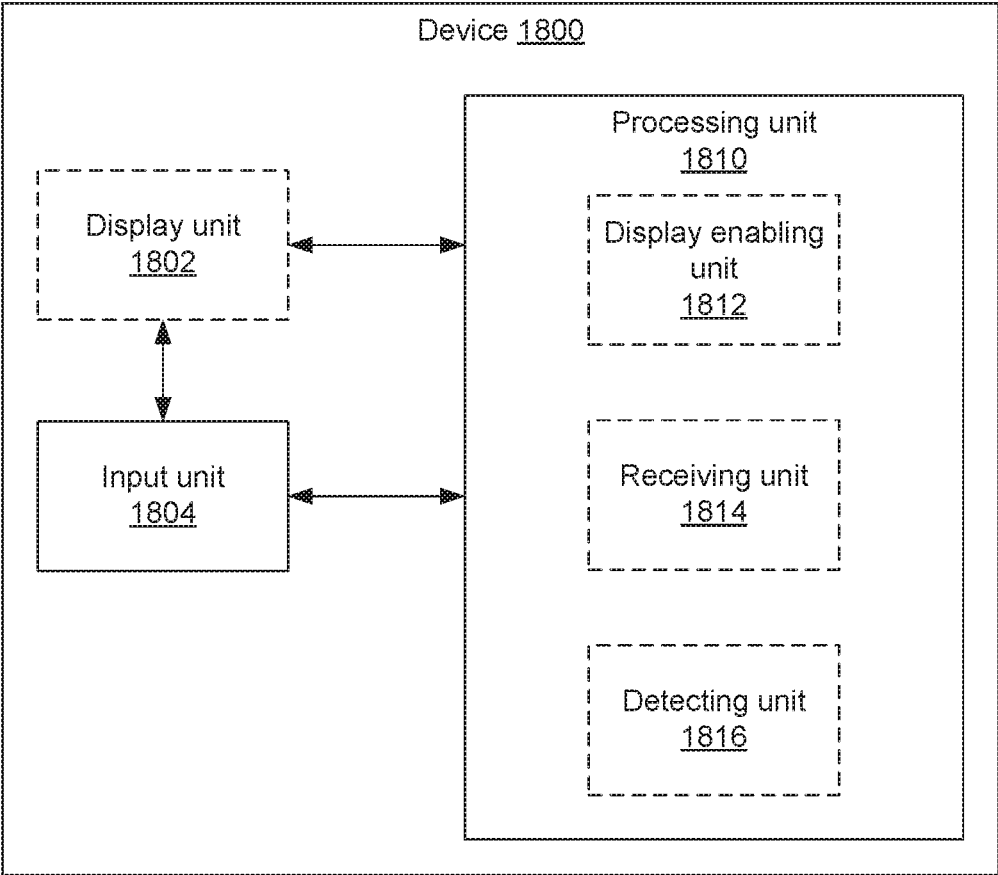 Device 1800
Processing unit
1810
Display unit
1802
Display enabling
unit
1812
Input unit
1804
Receiving unit
1814
Detecting unit
1816